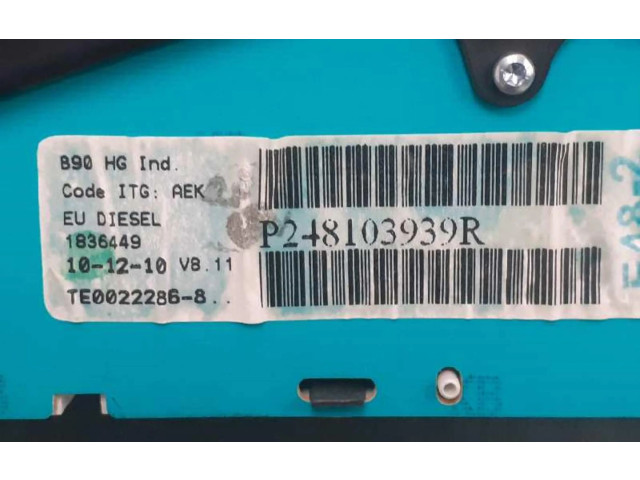 B90 HG Ind.
Code ITG: AEK
EU DIESEL
1836449
10-12-10 V8.11
TE0022286-8..
P248103939R